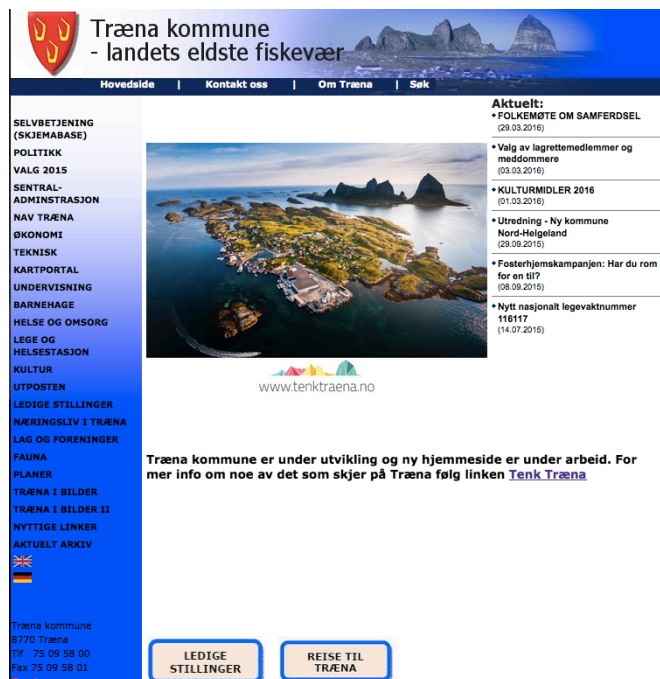 Træna kommune
- landets eldste fiskevær
Hovedside | Kontakt oss | Om Træna | Søk
SELVBETJENING
(SKJEMABASE)
POLITIKK
VALG 2015
SENTRAL-
ADMINSTRASJON
NAV TRÆNA
ØKONOMI
TEKNISK
KARTPORTAL
UNDERVISNING
BARNEHAGE
HELSE OG OMSORG
LEGE OG
HELSESTASJON
KULTUR
UTPOSTEN
LEDIGE STILLINGER
NÆRINGSLIV I TRÆNA
LAG OG FORENINGER
FAUNA
PLANER
TRÆNA I BILDER
TRÆNA I BILDER II
NYTTIGE LINKER
AKTUELT ARKIV
Træna kommune
8770 Træna
Tlf 75 09 58 00
Fax 75 09 58 01
www.tenktraena.no
Træna kommune er under utvikling og ny hjemmeside er under arbeid. For
mer info om noe av det som skjer på Træna følg linken Tenk Træna
LEDIGE
STILLINGER
REISE TIL
TRÆNA
Aktuelt:
FOLKEMØTE OM SAMFERDSEL
(29.03.2016)
Valg av lagrettemedlemmer og
meddommere
(03.03.2016)
KULTURMIDLER 2016
(01.03.2016)
Utredning - Ny kommune
Nord-Helgeland
(29.09.2015)
Fosterhjemskampanjen: Har du rom
for en til?
(08.09.2015)
Nytt nasjonalt legevaktnummer
116117
(14.07.2015)